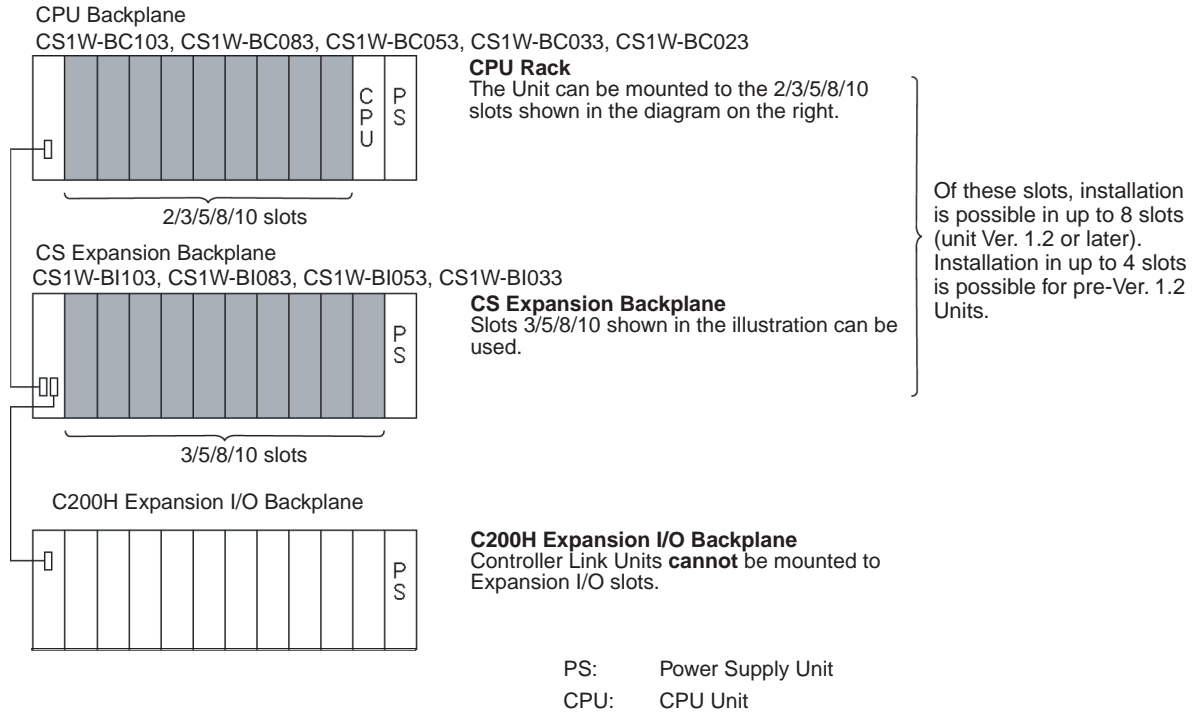 CPU Backplane
CS1W-BC103, CS1W-BC083, CS1W-BC053, CS1W-BC033, CS1W-BC023
CPU Rack
The Unit can be mounted to the 2/3/5/8/10
slots shown in the diagram on the right.
C
P
U
P
S
2/3/5/8/10 slots
Of these slots, installation
is possible in up to 8 slots
(unit Ver. 1.2 or later).
Installation in up to 4 slots
is possible for pre-Ver. 1.2
Units.
CS Expansion Backplane
CS1W-BI103, CS1W-BI083, CS1W-BI053, CS1W-BI033
CS Expansion Backplane
Slots 3/5/8/10 shown in the illustration can be
used.
P
S
3/5/8/10 slots
C200H Expansion I/O Backplane
C200H Expansion I/O Backplane
Controller Link Units cannot be mounted to
Expansion I/O slots.
P
S
PS: Power Supply Unit
CPU: CPU Unit